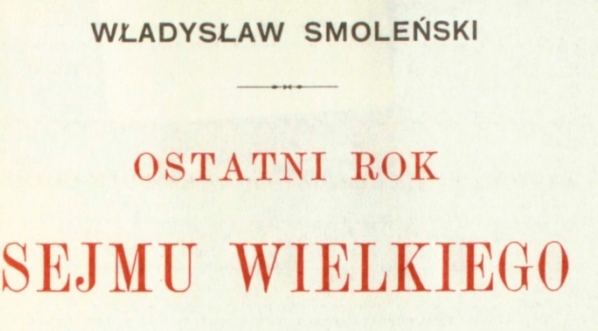 WŁADYSŁAW SMOLEŃSKI
OSTATNI ROK
SEJMU WIELKIEGO